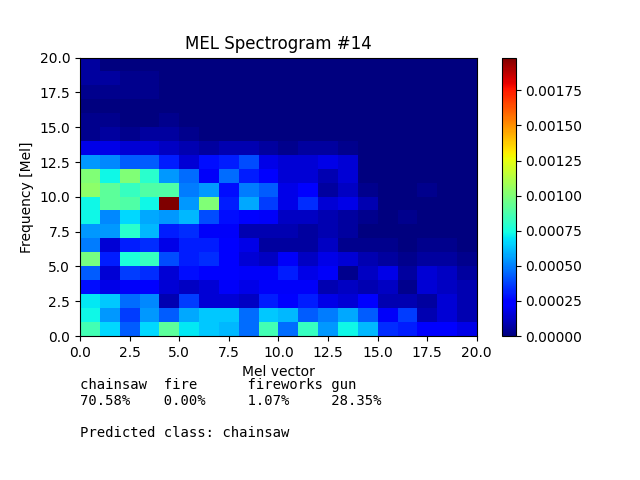 MEL Spectrogram #14
20.0
17.5
15.0
12.5
10.0
7.5
5.0
2.5
0.0
Frequency [Mel]
0.0 2.5 5.0 7.5 10.0 12.5 15.0 17.5 20.0
Mel vector
0.00175
0.00150
0.00125
0.00100
0.00075
0.00050
0.00025
0.00000
chainsaw fire fireworks gun
70.58% 0.00% 1.07% 28.35%
Predicted class: chainsaw